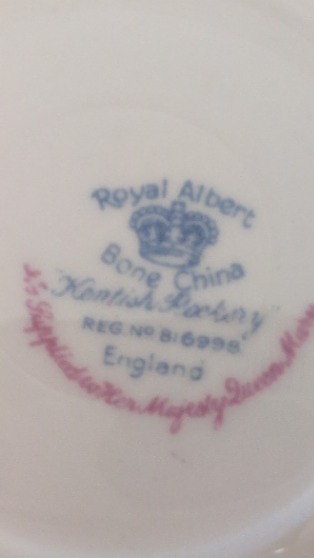 Royal Albert
Bone China
"Kentish Rockery"
REG. No 816998.
England
As Supplied to Her Majesty Queen Mary